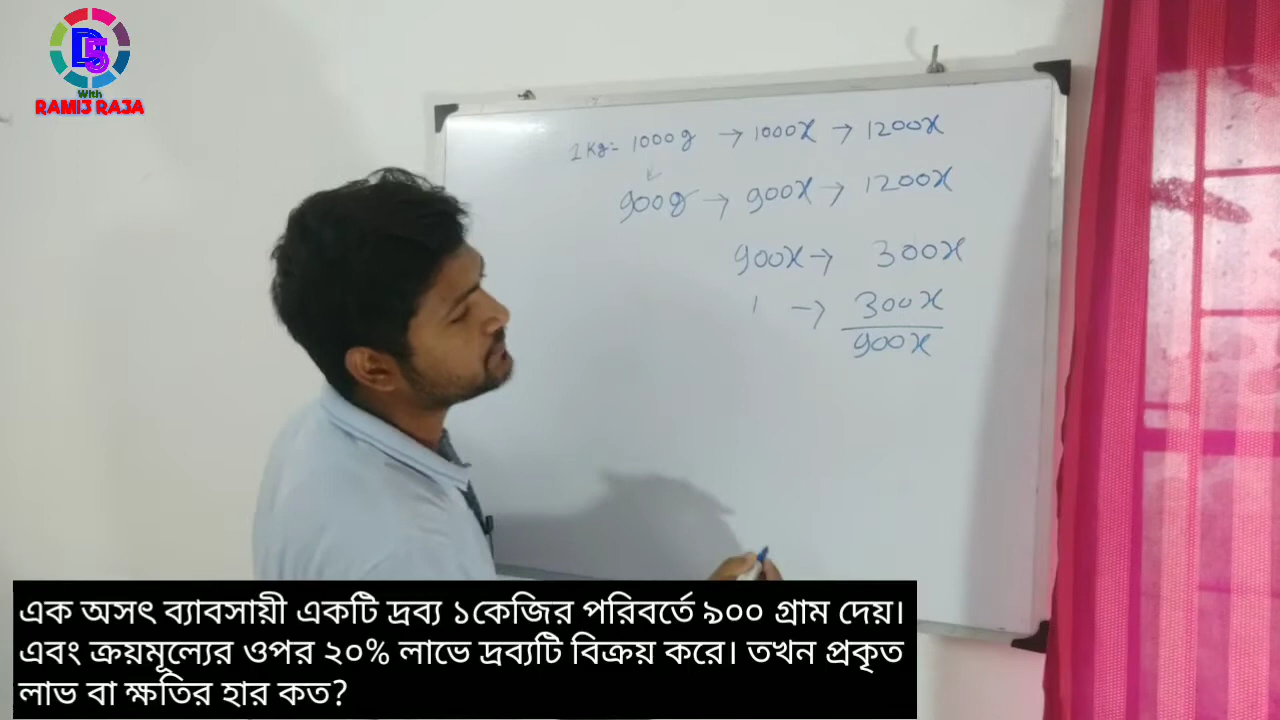 D5
With
RAMIJ RAJA
1 Kg = 1000 g → 1000x → 1200x
900g → 900x → 1200x
900x → 300x
1 → 300x
900x
এক অসৎ ব্যাবসায়ী একটি দ্রব্য ১কেজির পরিবর্তে ৯০০ গ্রাম দেয়।
এবং ক্রয়মূল্যের ওপর ২০% লাভে দ্রব্যটি বিক্রয় করে। তখন প্রকৃত
লাভ বা ক্ষতির হার কত?